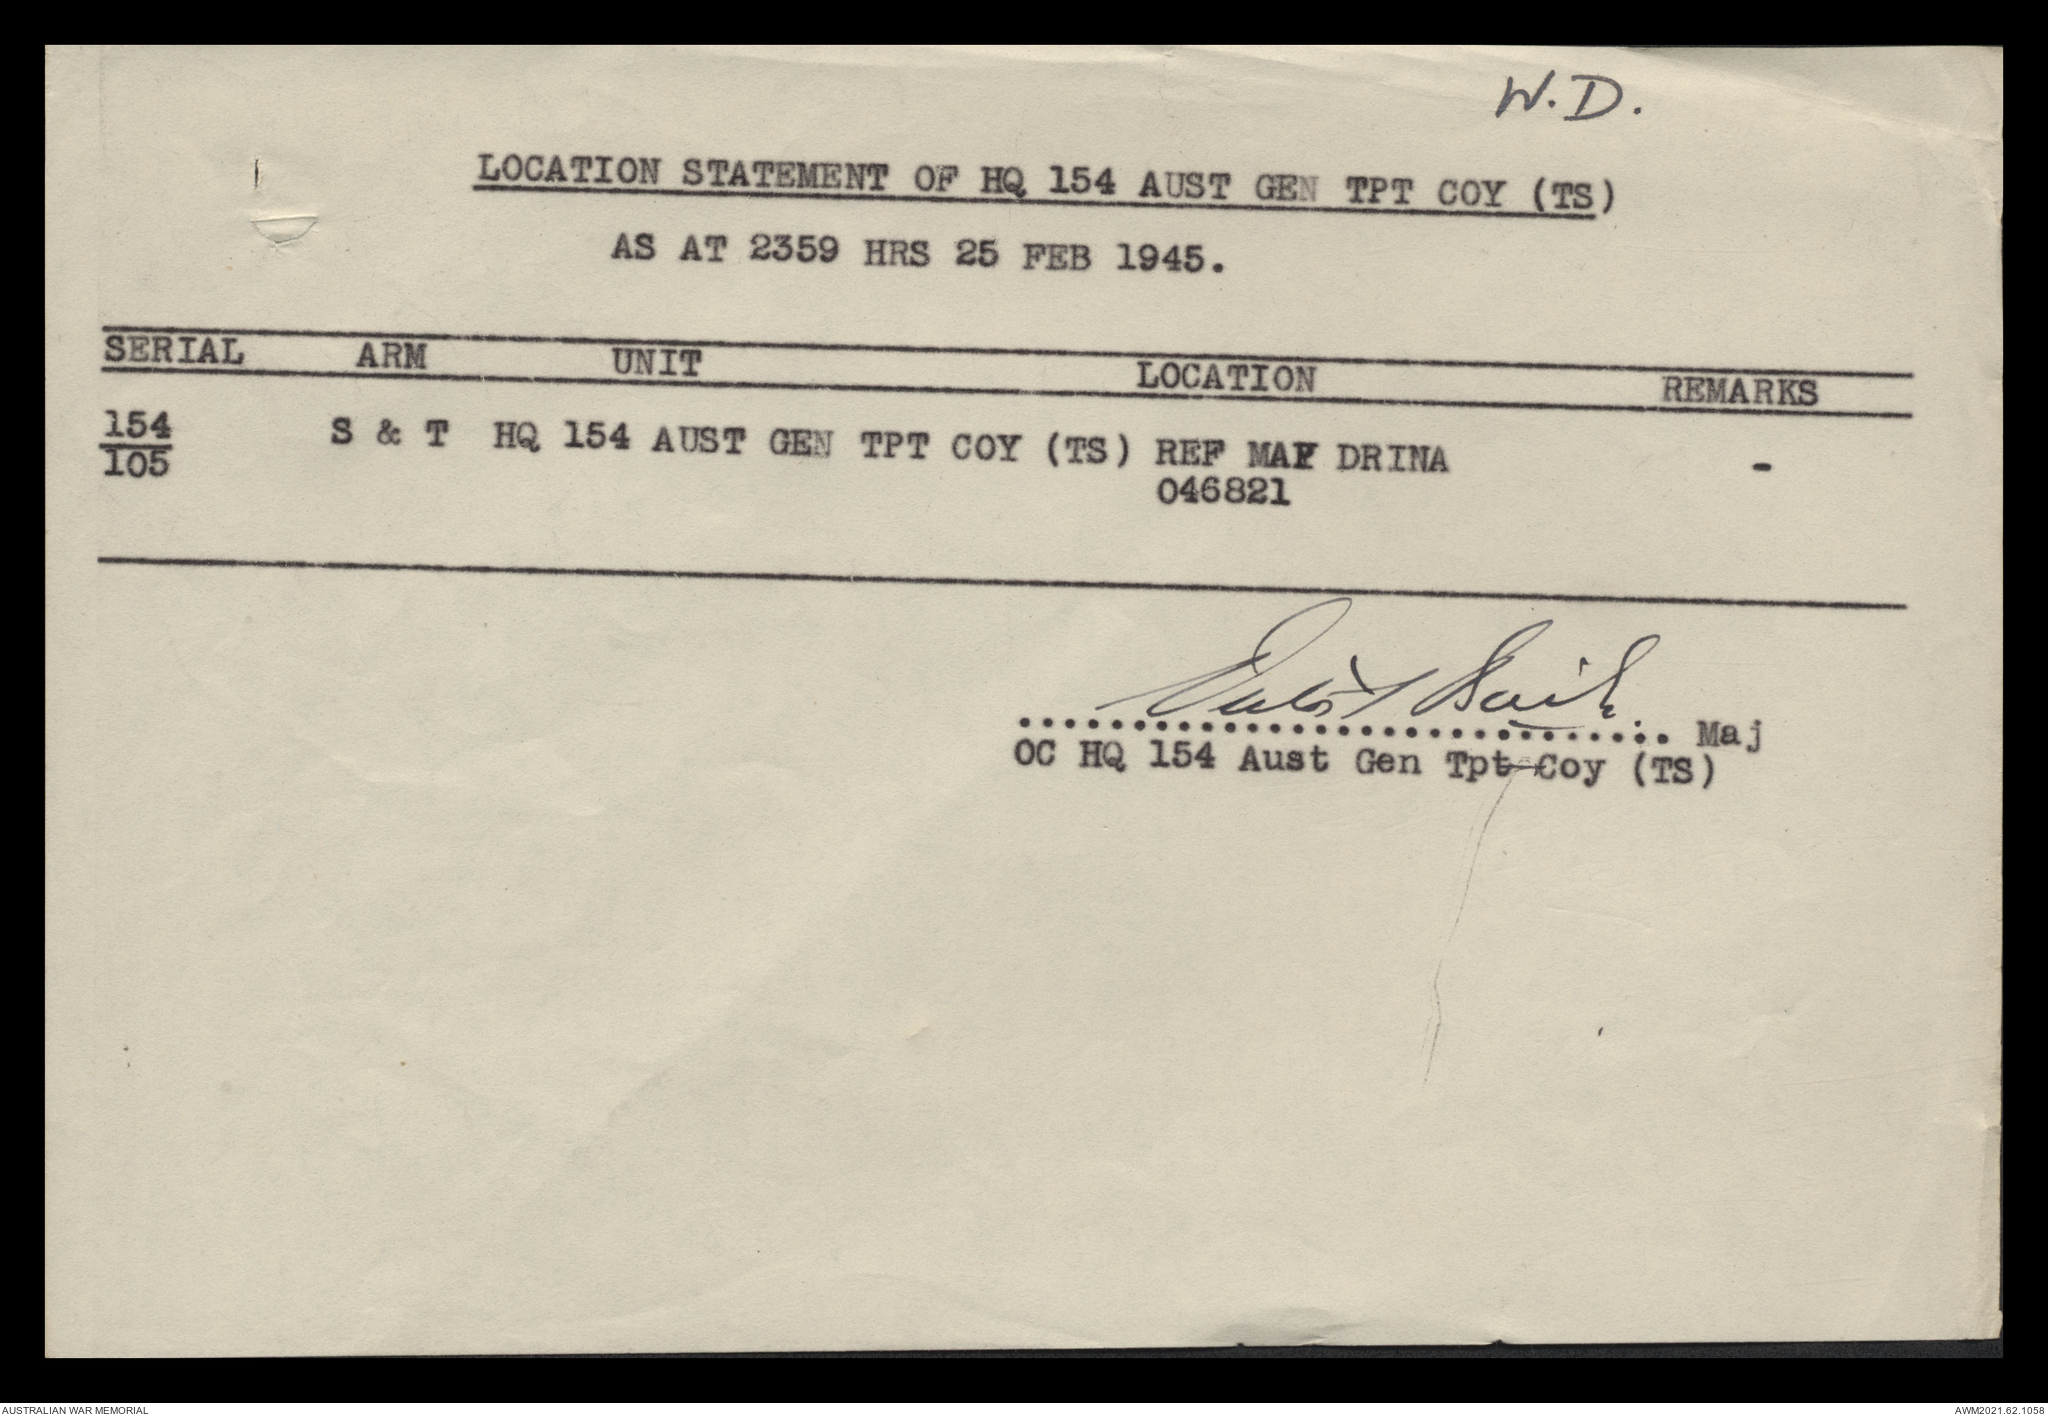 W.D.
LOCATION STATEMENT OF HQ 154 AUST GEN TPT COY (TS)
AS AT 2359 HRS 25 FEB 1945.
SERIAL ARM UNIT LOCATION REMARKS
154 S & T HQ 154 AUST GEN TPT COY (TS) REF MAP DRINA -
105 046821
............................. Maj
OC HQ 154 Aust Gen Tpt Coy (TS)
AUSTRALIAN WAR MEMORIAL AWM2021.62.1058